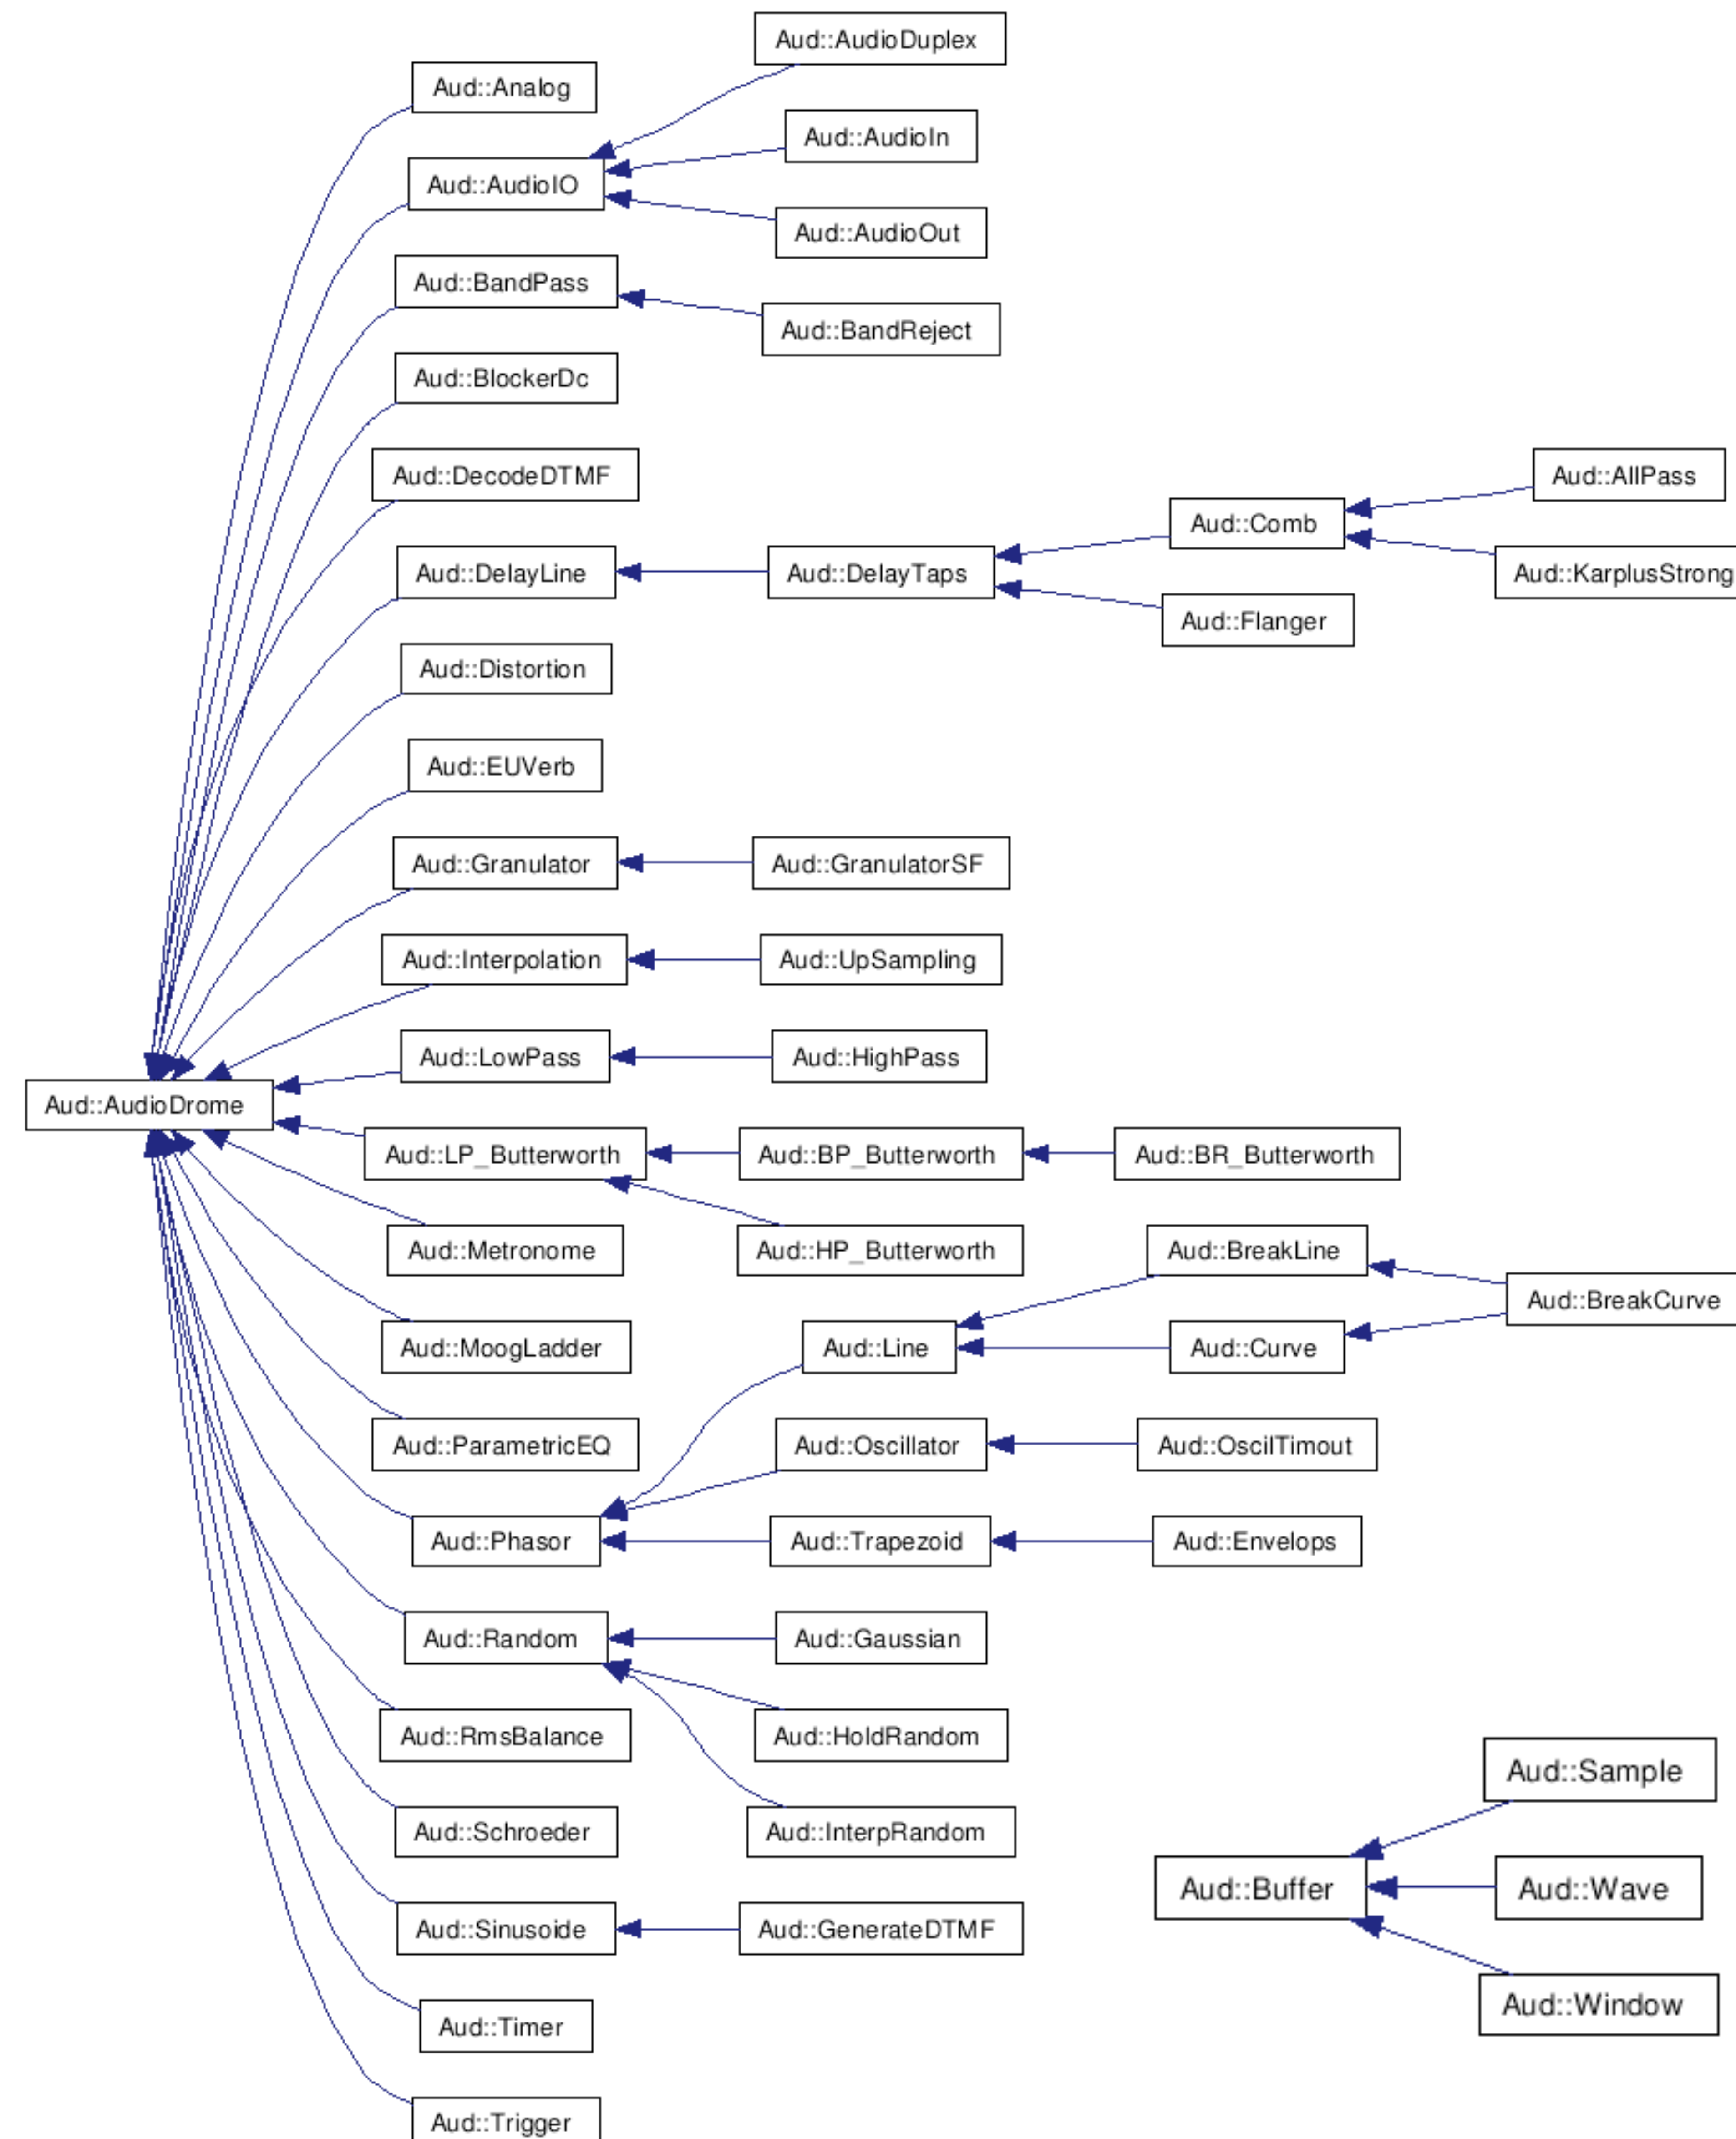 Aud::AudioDuplex
Aud::Analog
Aud::AudioIn
Aud::AudioIO
Aud::AudioOut
Aud::BandPass
Aud::BandReject
Aud::BlockerDc
Aud::DecodeDTMF
Aud::AllPass
Aud::Comb
Aud::DelayLine
Aud::DelayTaps
Aud::KarplusStrong
Aud::Flanger
Aud::Distortion
Aud::EUVerb
Aud::Granulator
Aud::GranulatorSF
Aud::Interpolation
Aud::UpSampling
Aud::LowPass
Aud::HighPass
Aud::AudioDrome
Aud::LP_Butterworth
Aud::BP_Butterworth
Aud::BR_Butterworth
Aud::Metronome
Aud::HP_Butterworth
Aud::BreakLine
Aud::BreakCurve
Aud::MoogLadder
Aud::Line
Aud::Curve
Aud::ParametricEQ
Aud::Oscillator
Aud::OscilTimout
Aud::Phasor
Aud::Trapezoid
Aud::Envelops
Aud::Random
Aud::Gaussian
Aud::RmsBalance
Aud::HoldRandom
Aud::Sample
Aud::Schroeder
Aud::InterpRandom
Aud::Buffer
Aud::Wave
Aud::Sinusoide
Aud::GenerateDTMF
Aud::Window
Aud::Timer
Aud::Trigger